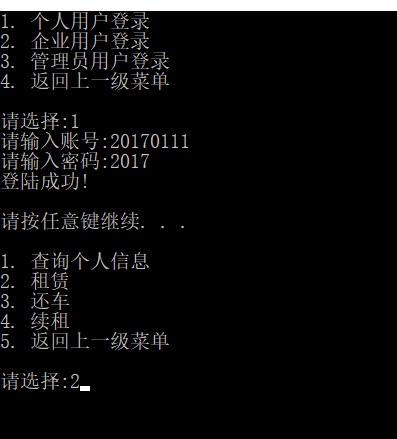 1. 个人用户登录
2. 企业用户登录
3. 管理员用户登录
4. 返回上一级菜单
请选择:1
请输入账号:20170111
请输入密码:2017
登陆成功!
请按任意键继续. . .
1. 查询个人信息
2. 租赁
3. 还车
4. 续租
5. 返回上一级菜单
请选择:2